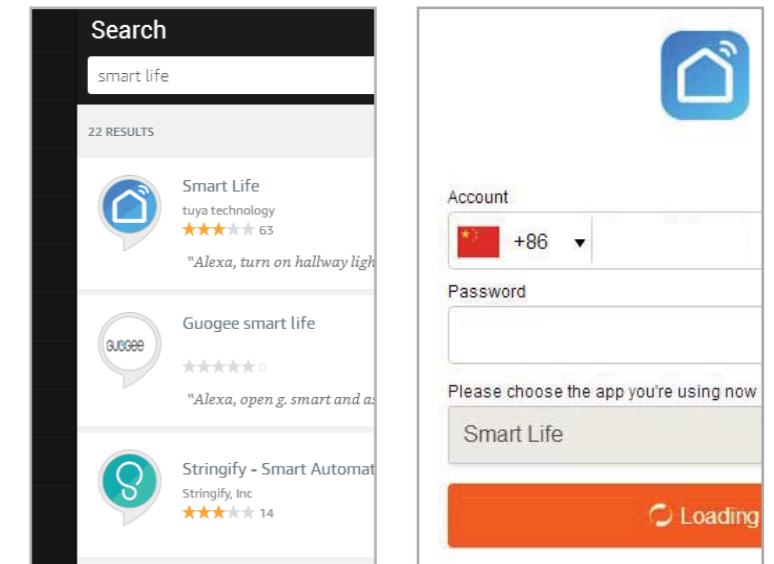 Search
smart life
22 RESULTS
Smart Life
tuya technology
63
"Alexa, turn on hallway ligh
Guogee smart life
GUOGEE
0
"Alexa, open g. smart and a
Stringify - Smart Automat
Stringify, Inc
14
Account
+86
Password
Please choose the app you're using now
Smart Life
Loading